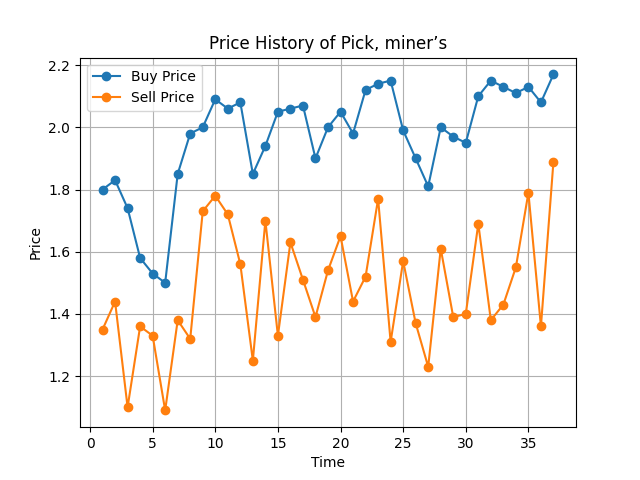 Price History of Pick, miner’s
Buy Price
Sell Price
2.2
2.0
1.8
1.6
1.4
1.2
Price
0 5 10 15 20 25 30 35
Time